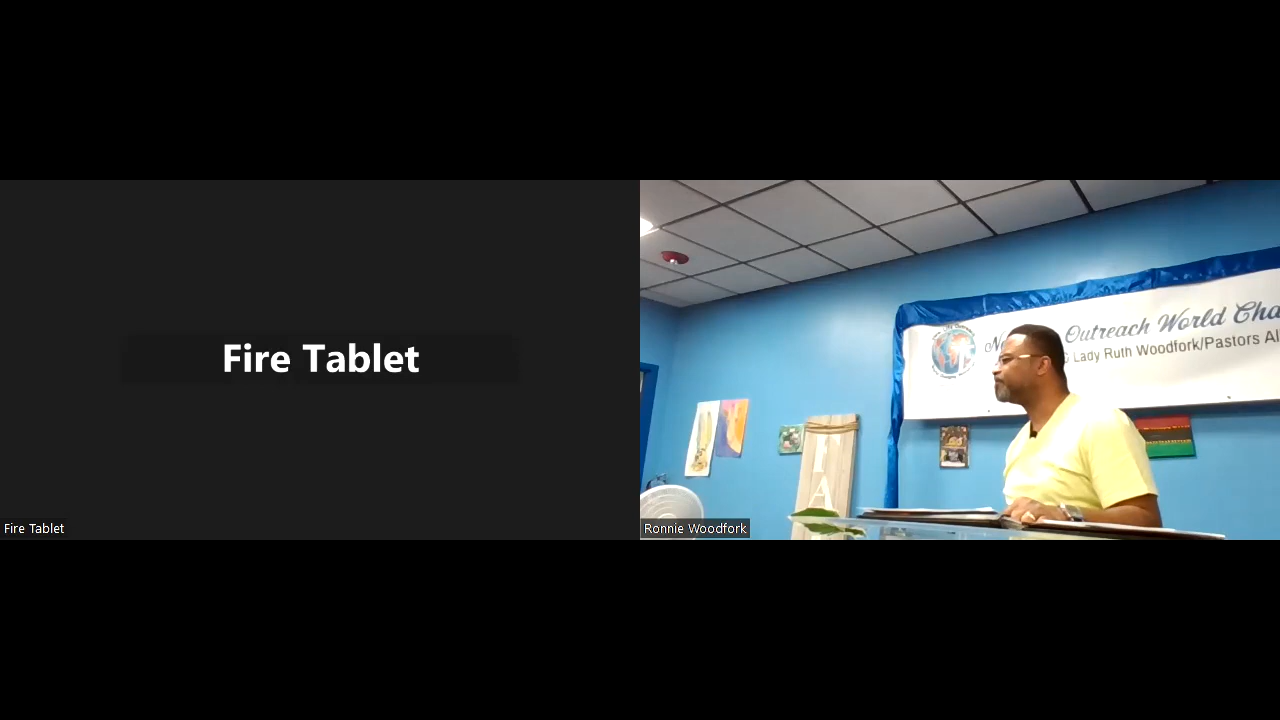 Fire Tablet
Fire Tablet
Outreach World Cha
Lady Ruth Woodfork/Pastors Al
A
Ronnie Woodfork